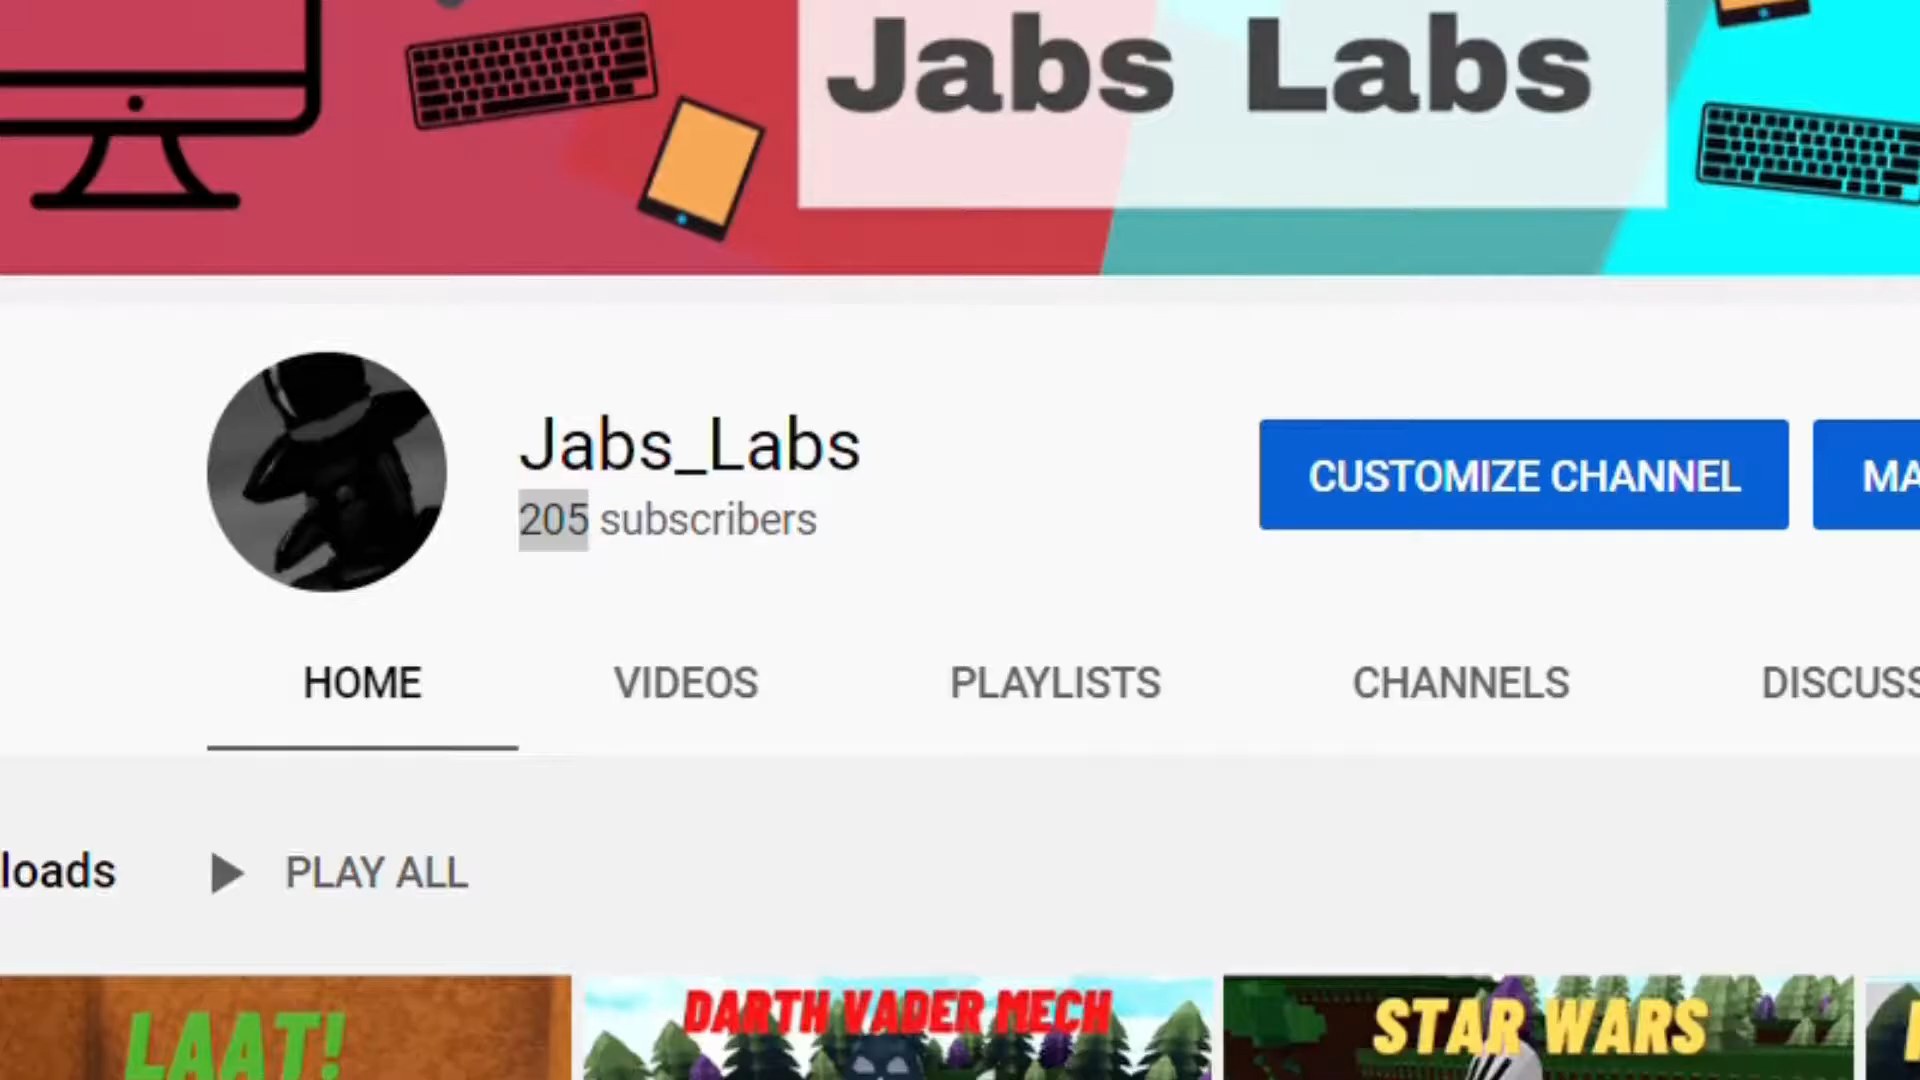 Jabs Labs
Jabs_Labs
205 subscribers
CUSTOMIZE CHANNEL
MA
HOME
VIDEOS
PLAYLISTS
CHANNELS
DISCUSS
loads
PLAY ALL
LAAT!
DARTH VADER MECH
STAR WARS